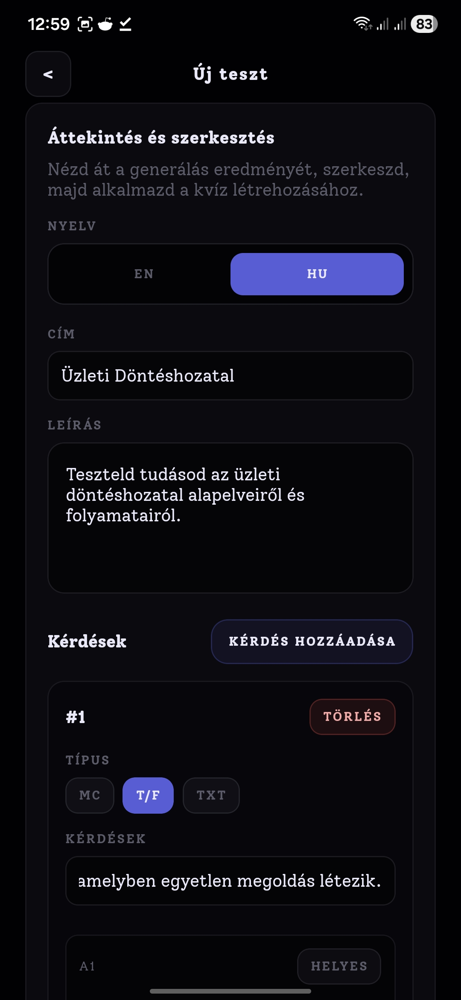 12:59
83
<
Új teszt
Áttekintés és szerkesztés
Nézd át a generálás eredményét, szerkeszd,
majd alkalmazd a kvíz létrehozásához.
NYELV
EN
HU
CÍM
Üzleti Döntéshozatal
LEÍRÁS
Teszteld tudásod az üzleti
döntéshozatal alapelveiről és
folyamatairól.
Kérdések
KÉRDÉS HOZZÁADÁSA
#1
TÖRLÉS
TÍPUS
MC
T/F
TXT
KÉRDÉSEK
amelyben egyetlen megoldás létezik.
A1
HELYES